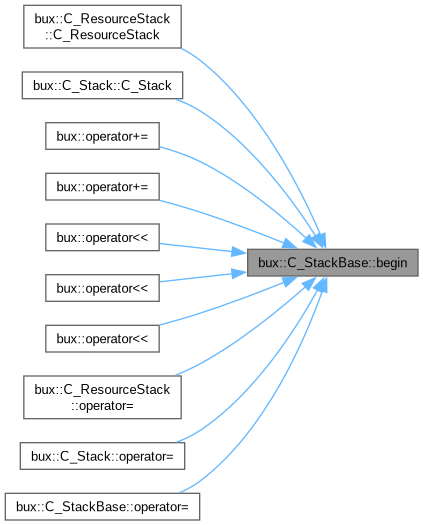 bux::C_ResourceStack
::C_ResourceStack
bux::C_Stack::C_Stack
bux::operator+=
bux::operator+=
bux::operator<<
bux::operator<<
bux::operator<<
bux::C_ResourceStack
::operator=
bux::C_Stack::operator=
bux::C_StackBase::operator=
bux::C_StackBase::begin